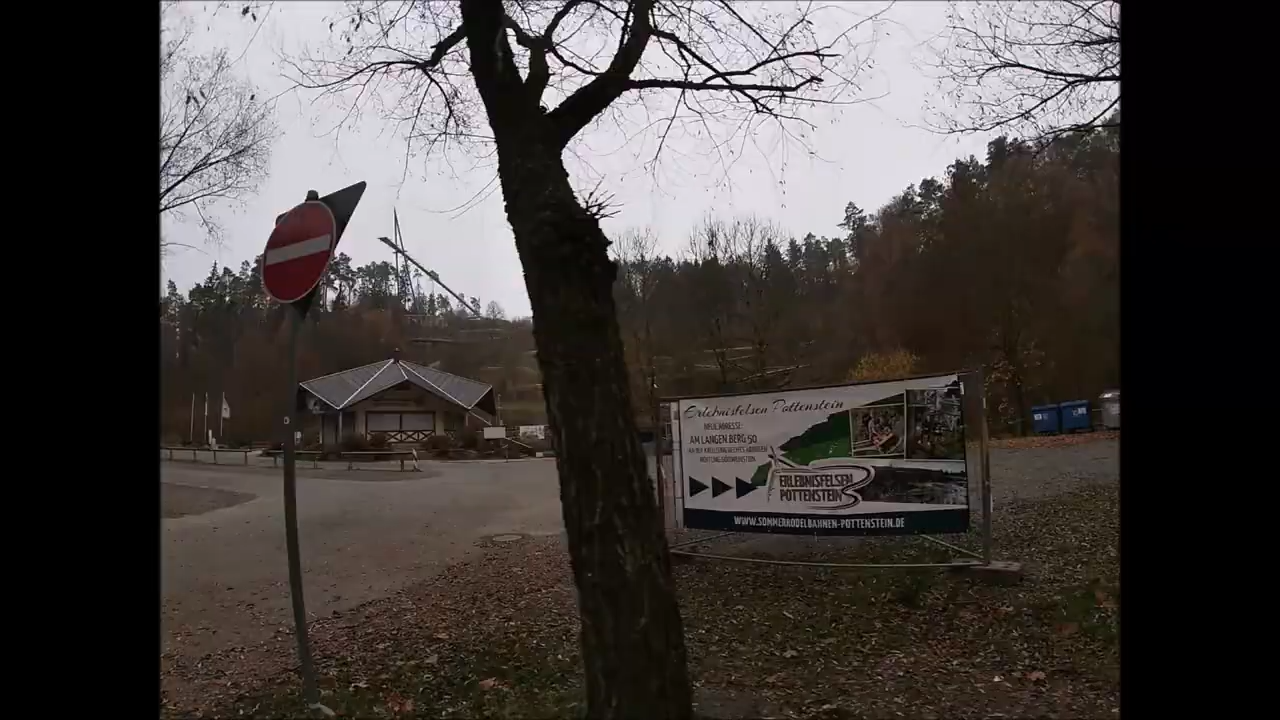 Erlebnisfelsen Pottenstein
NEUE ADRESSE:
AM LANGEN BERG 50
ERLEBNISFELSEN
POTTENSTEIN
WWW.SOMMERRODELBAHNEN-POTTENSTEIN.DE